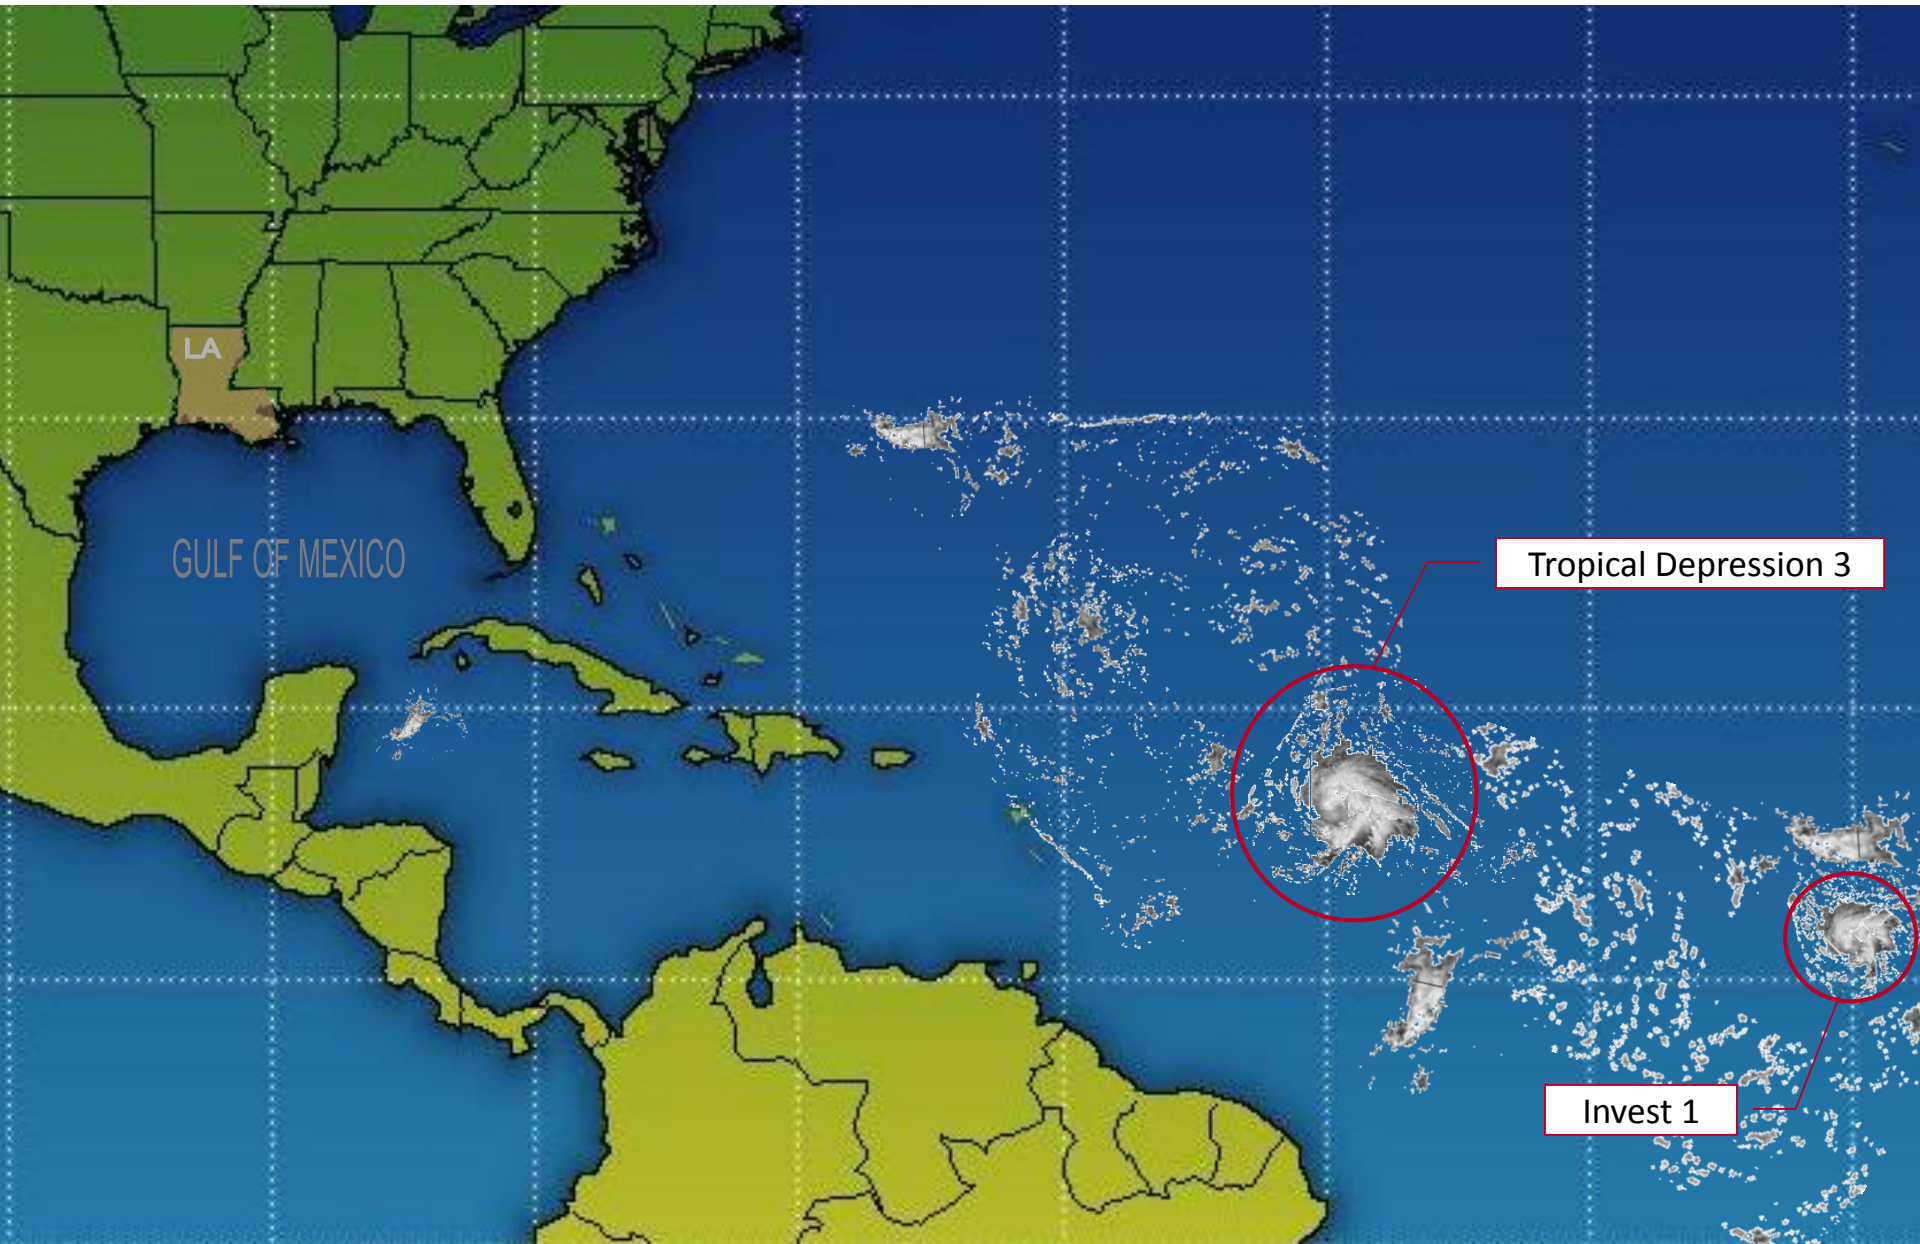 LA
GULF OF MEXICO
Tropical Depression 3
Invest 1